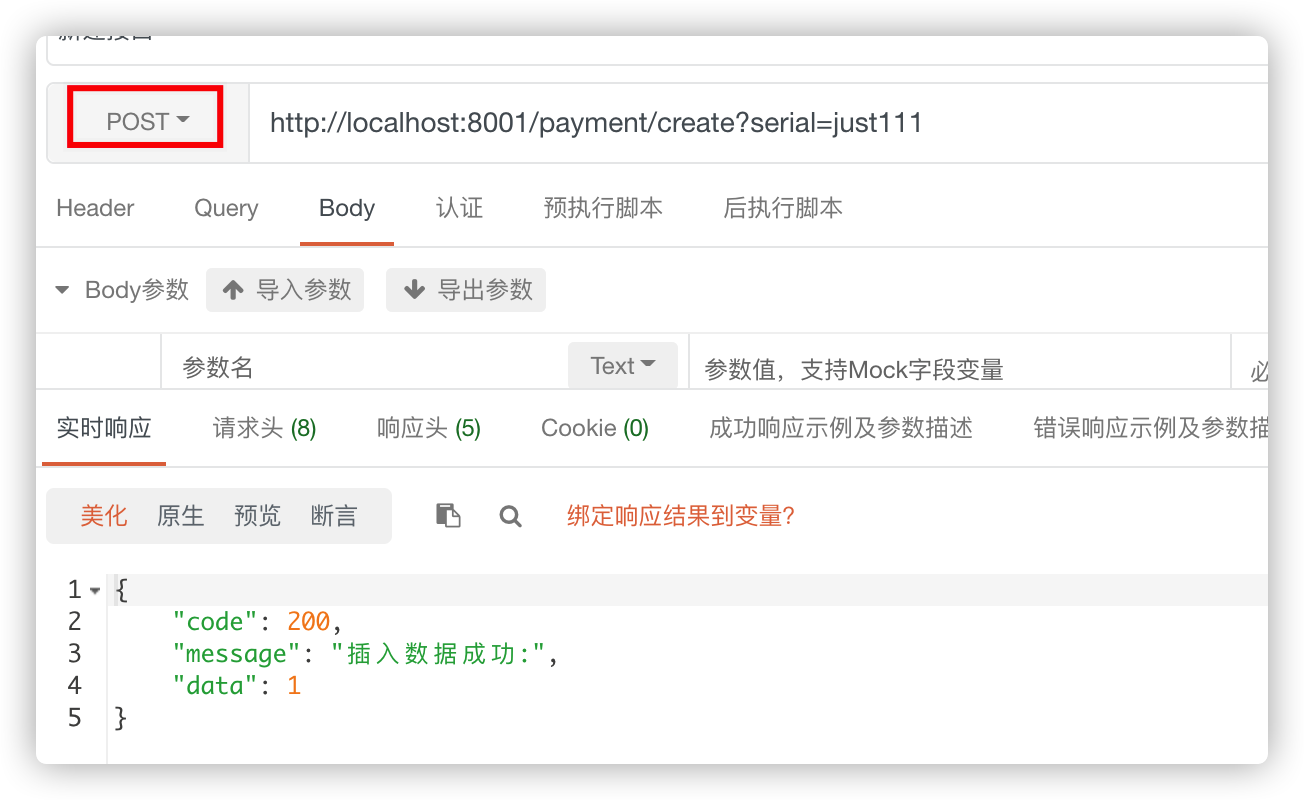 新建接口
POST http://localhost:8001/payment/create?serial=just111
Header Query Body 认证 预执行脚本 后执行脚本
Body参数 导入参数 导出参数
参数名 Text 参数值，支持Mock字段变量 必
实时响应 请求头 (8) 响应头 (5) Cookie (0) 成功响应示例及参数描述 错误响应示例及参数描
美化 原生 预览 断言 绑定响应结果到变量?
1 {
2 "code": 200,
3 "message": "插入数据成功:",
4 "data": 1
5 }